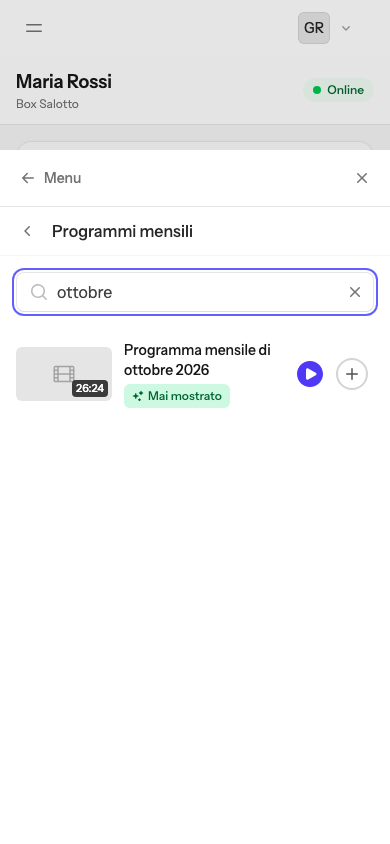 GR
Maria Rossi
Box Salotto
Online
Menu
Programmi mensili
ottobre
Programma mensile di
ottobre 2026
26:24
Mai mostrato